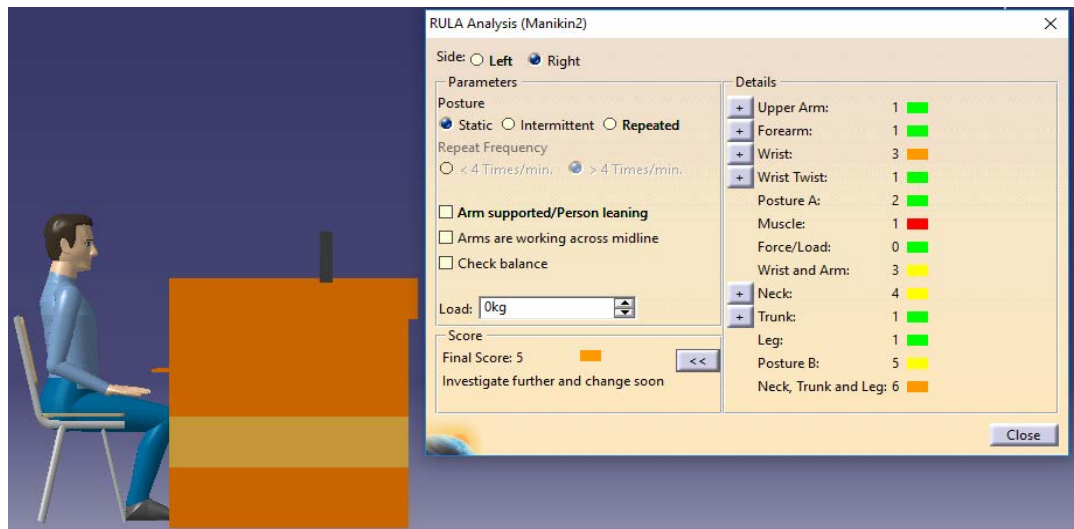 RULA Analysis (Manikin2)
Side: Left Right
Parameters
Posture
Static Intermittent Repeated
Repeat Frequency
< 4 Times/min. > 4 Times/min.
Arm supported/Person leaning
Arms are working across midline
Check balance
Load: 0kg
Score
Final Score: 5
<<
Investigate further and change soon
Details
+ Upper Arm: 1
+ Forearm: 1
+ Wrist: 3
+ Wrist Twist: 1
Posture A: 2
Muscle: 1
Force/Load: 0
Wrist and Arm: 3
+ Neck: 4
+ Trunk: 1
Leg: 1
Posture B: 5
Neck, Trunk and Leg: 6
Close